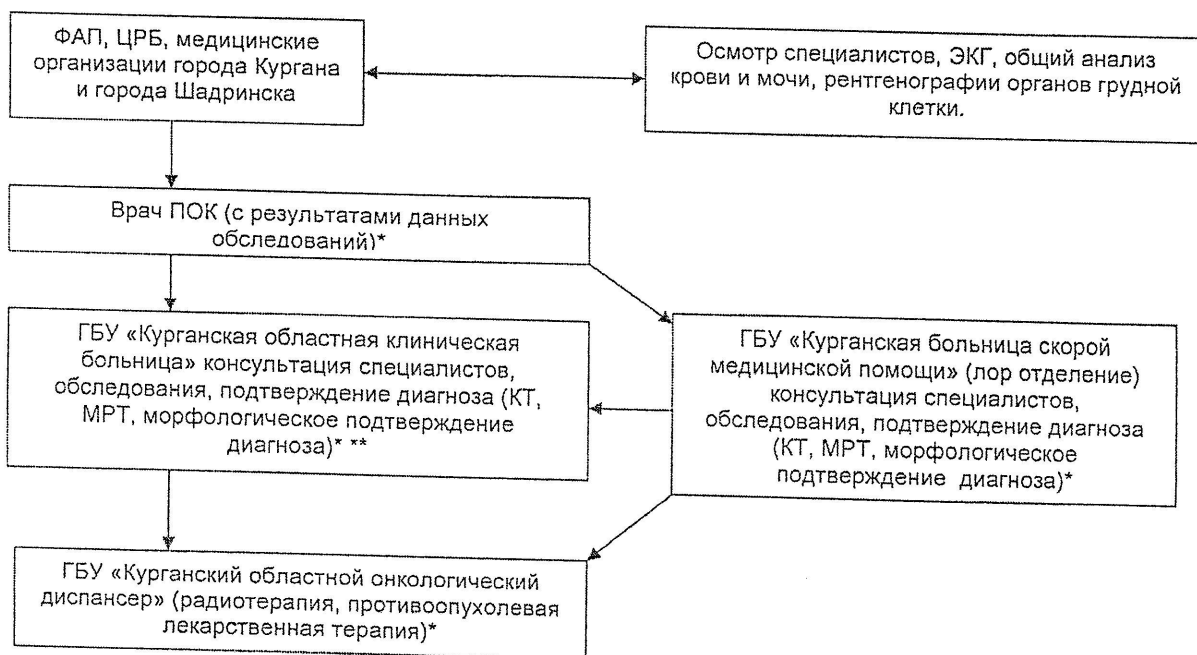 ФАП, ЦРБ, медицинские
организации города Кургана
и города Шадринска
Осмотр специалистов, ЭКГ, общий анализ
крови и мочи, рентгенографии органов грудной
клетки.
Врач ПОК (с результатами данных
обследований)*
ГБУ «Курганская областная клиническая
больница» консультация специалистов,
обследования, подтверждение диагноза (КТ,
МРТ, морфологическое подтверждение
диагноза)* **
ГБУ «Курганская больница скорой
медицинской помощи» (лор отделение)
консультация специалистов,
обследования, подтверждение диагноза
(КТ, МРТ, морфологическое
подтверждение диагноза)*
ГБУ «Курганский областной онкологический
диспансер» (радиотерапия, противоопухолевая
лекарственная терапия)*